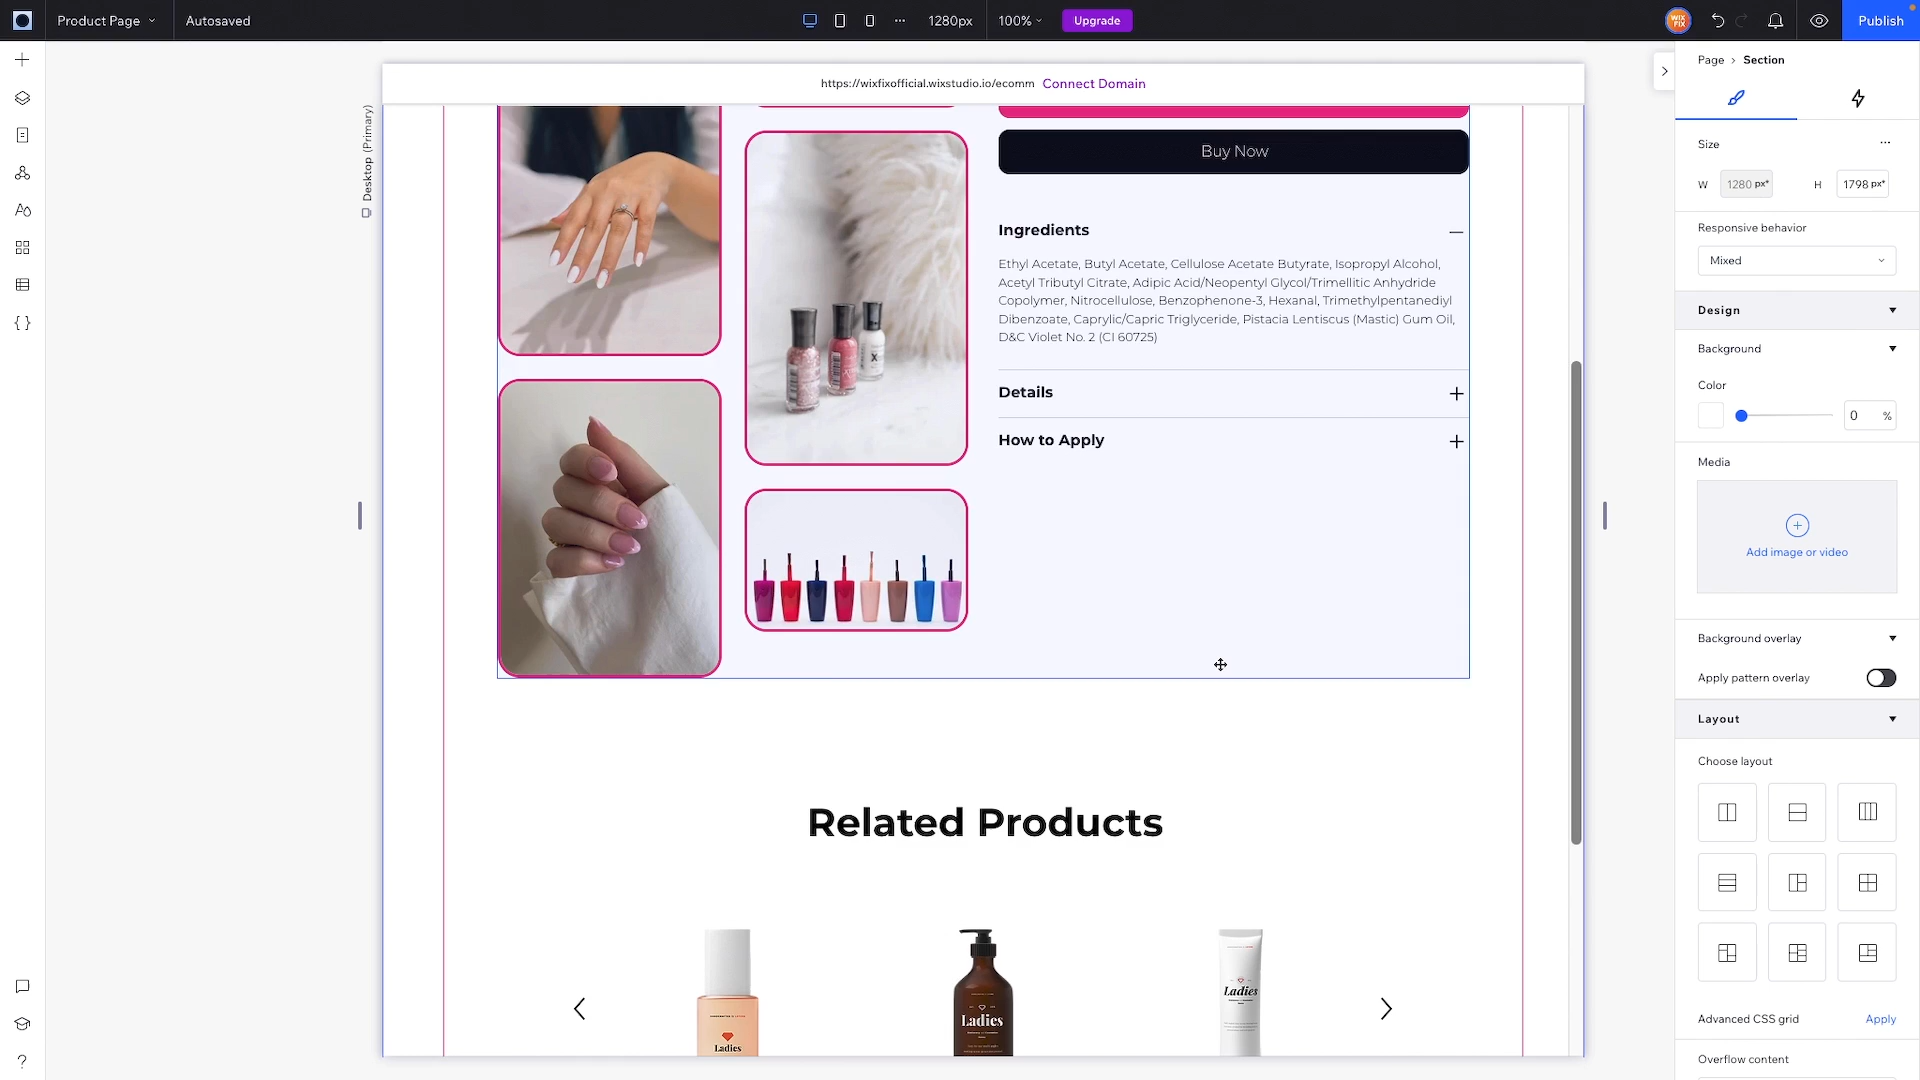 Product Page
Autosaved
1280px
100%
Upgrade
WIX FIX
Publish
https://wixfixofficial.wixstudio.io/ecomm Connect Domain
Page > Section
Desktop (Primary)
Size
W 1280 px*
H 1798 px*
Responsive behavior
Mixed
Design
Background
Color
0 %
Media
Add image or video
Background overlay
Apply pattern overlay
Layout
Choose layout
Advanced CSS grid Apply
Overflow content
Buy Now
Ingredients
Ethyl Acetate, Butyl Acetate, Cellulose Acetate Butyrate, Isopropyl Alcohol,
Acetyl Tributyl Citrate, Adipic Acid/Neopentyl Glycol/Trimellitic Anhydride
Copolymer, Nitrocellulose, Benzophenone-3, Hexanal, Trimethylpentanediyl
Dibenzoate, Caprylic/Capric Triglyceride, Pistacia Lentiscus (Mastic) Gum Oil,
D&C Violet No. 2 (CI 60725)
Details
How to Apply
Related Products
Ladies
Ladies
Ladies